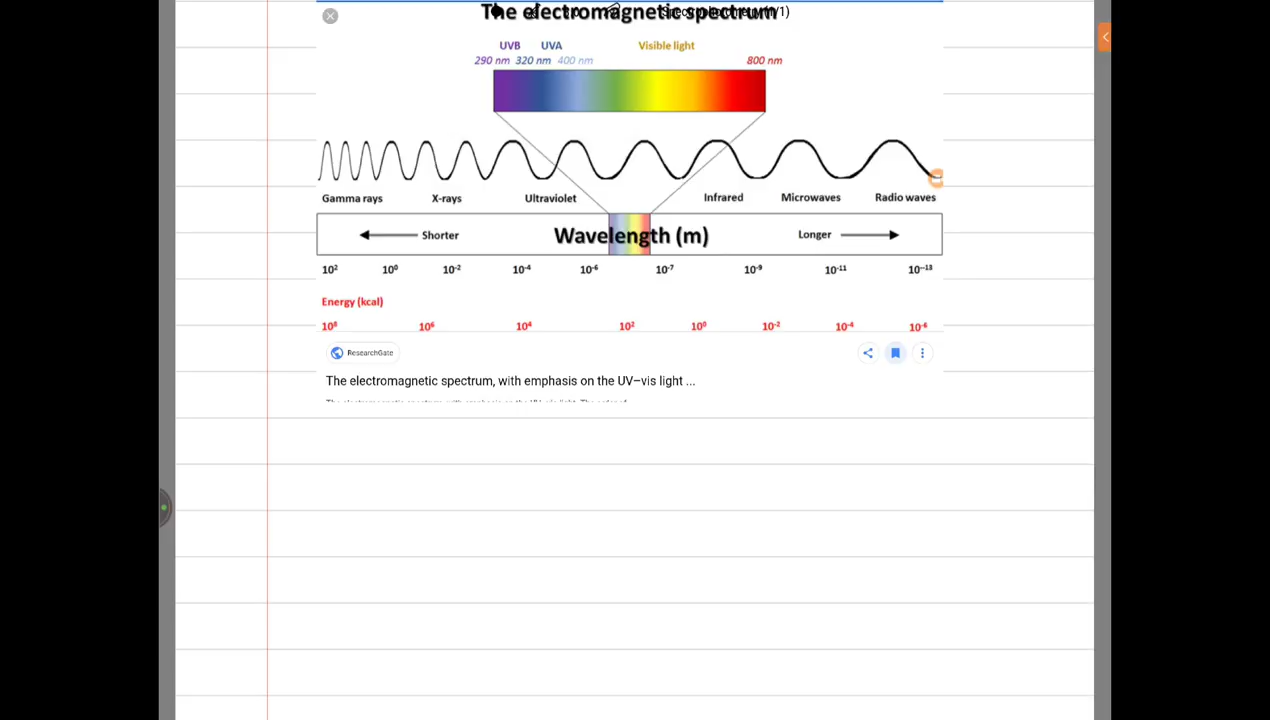 The electromagnetic spectrum
UVB UVA Visible light
290 nm 320 nm 400 nm 800 nm
Gamma rays X-rays Ultraviolet Infrared Microwaves Radio waves
Shorter Wavelength (m) Longer
10² 10⁰ 10⁻² 10⁻⁴ 10⁻⁶ 10⁻⁷ 10⁻⁹ 10⁻¹¹ 10⁻¹³
Energy (kcal)
10⁸ 10⁶ 10⁴ 10² 10⁰ 10⁻² 10⁻⁴ 10⁻⁶
ResearchGate
The electromagnetic spectrum, with emphasis on the UV–vis light ...